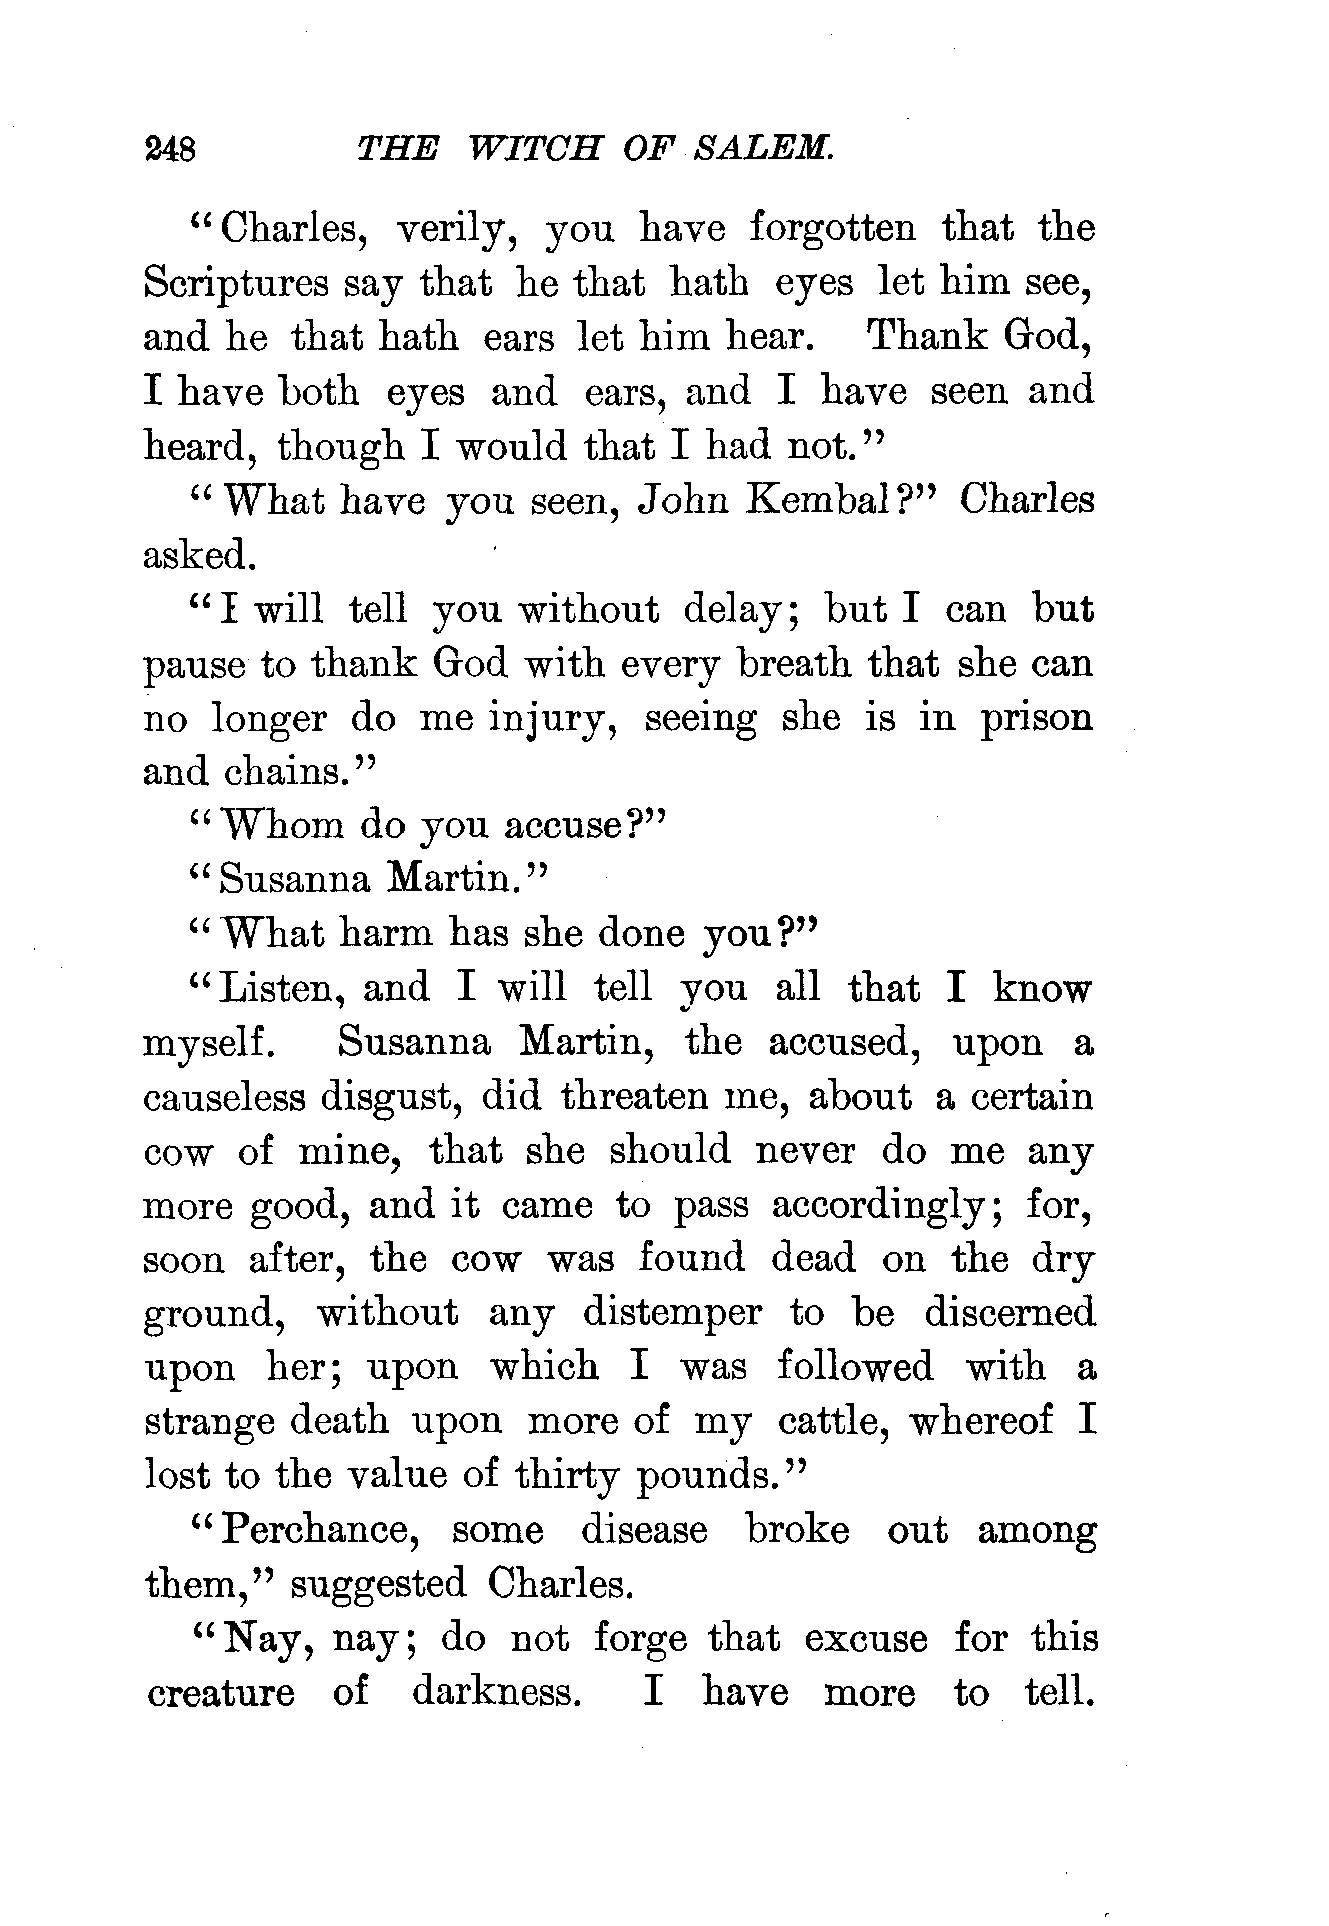 248 THE WITCH OF SALEM.
“Charles, verily, you have forgotten that the
Scriptures say that he that hath eyes let him see,
and he that hath ears let him hear. Thank God,
I have both eyes and ears, and I have seen and
heard, though I would that I had not.”
“What have you seen, John Kembal?” Charles
asked.
“I will tell you without delay; but I can but
pause to thank God with every breath that she can
no longer do me injury, seeing she is in prison
and chains.”
“Whom do you accuse?”
“Susanna Martin.”
“What harm has she done you?”
“Listen, and I will tell you all that I know
myself. Susanna Martin, the accused, upon a
causeless disgust, did threaten me, about a certain
cow of mine, that she should never do me any
more good, and it came to pass accordingly; for,
soon after, the cow was found dead on the dry
ground, without any distemper to be discerned
upon her; upon which I was followed with a
strange death upon more of my cattle, whereof I
lost to the value of thirty pounds.”
“Perchance, some disease broke out among
them,” suggested Charles.
“Nay, nay; do not forge that excuse for this
creature of darkness. I have more to tell.